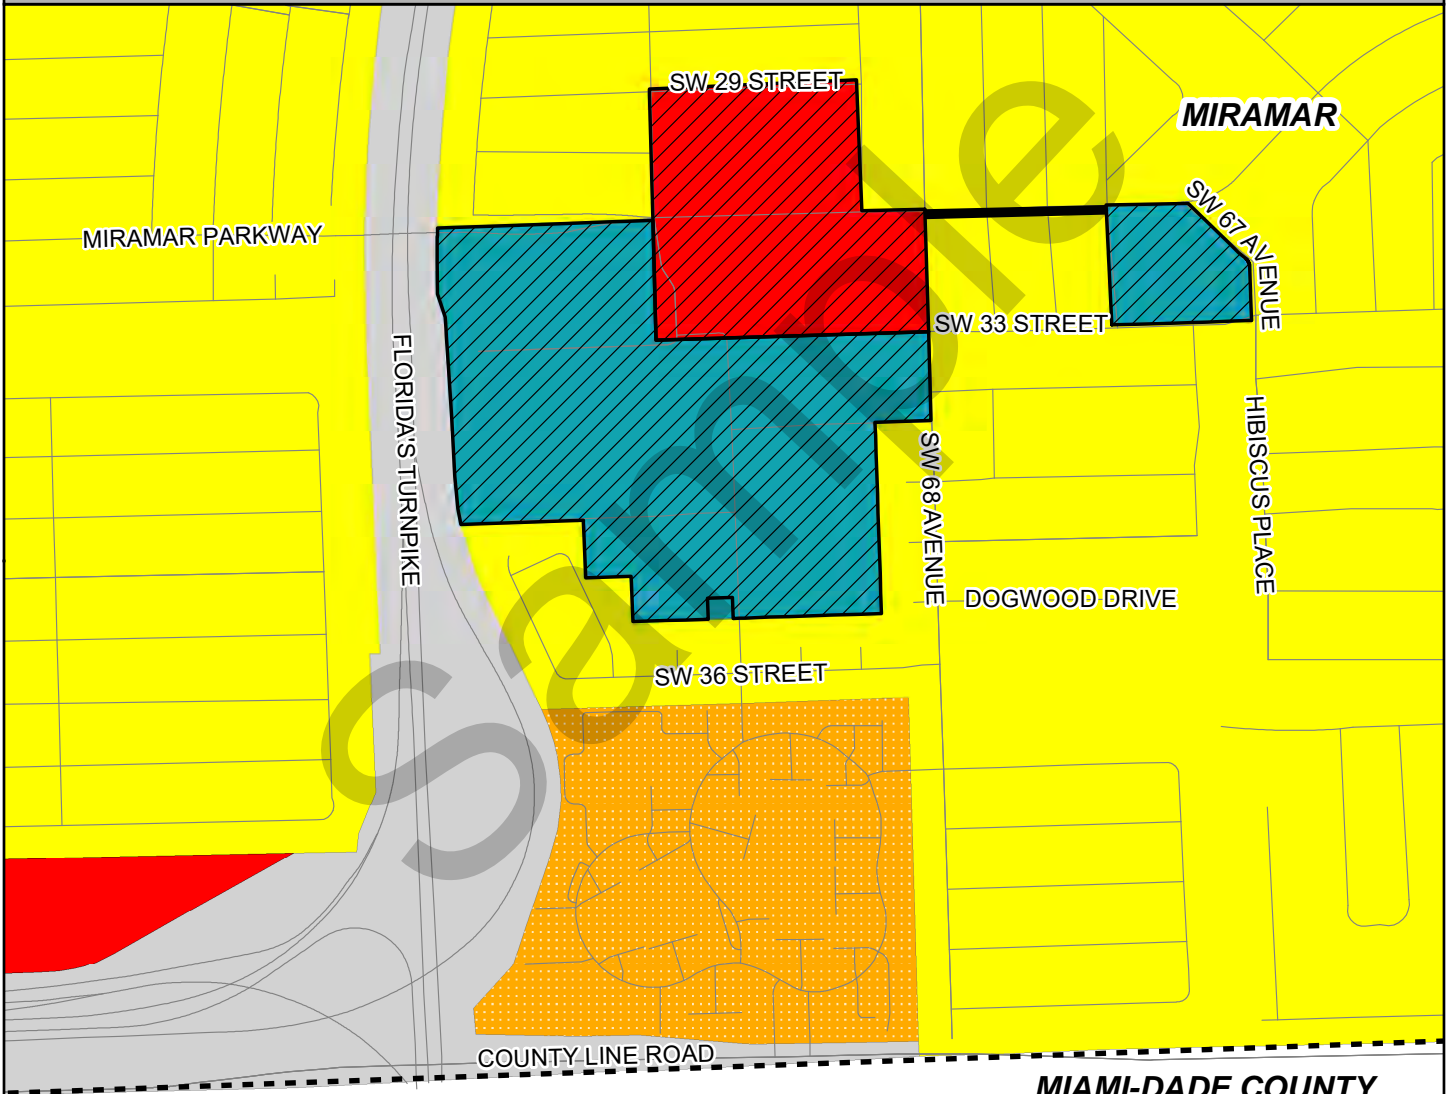 SW 29 STREET
MIRAMAR
SW 67 AVENUE
MIRAMAR PARKWAY
SW 33 STREET
FLORIDA'S TURNPIKE
HIBISCUS PLACE
SW 68 AVENUE
DOGWOOD DRIVE
SW 36 STREET
Sample
COUNTY LINE ROAD
MIAMI-DADE COUNTY